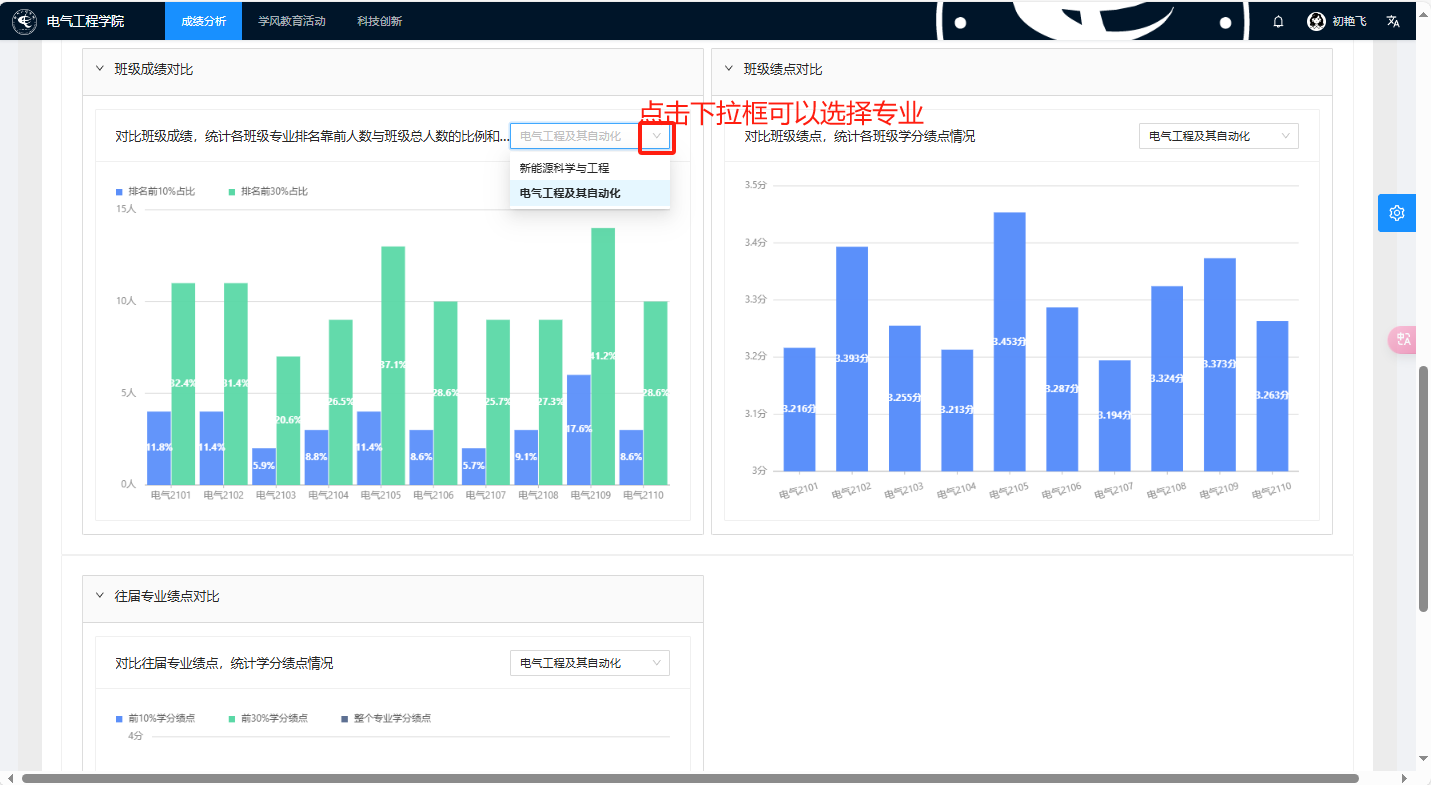 电气工程学院
成绩分析
学风教育活动
科技创新
初艳飞
班级成绩对比
班级绩点对比
点击下拉框可以选择专业
对比班级成绩，统计各班级专业排名靠前人数与班级总人数的比例和...
电气工程及其自动化
对比班级绩点，统计各班级学分绩点情况
电气工程及其自动化
新能源科学与工程
电气工程及其自动化
排名前10%占比
排名前30%占比
15人
10人
5人
0人
11.8%
32.4%
11.4%
31.4%
5.9%
20.6%
8.8%
26.5%
11.4%
37.1%
8.6%
28.6%
5.7%
25.7%
9.1%
27.3%
17.6%
41.2%
8.6%
28.6%
电气2101
电气2102
电气2103
电气2104
电气2105
电气2106
电气2107
电气2108
电气2109
电气2110
3.5分
3.4分
3.3分
3.2分
3.1分
3分
3.216分
3.393分
3.255分
3.213分
3.453分
3.287分
3.194分
3.324分
3.373分
3.263分
电气2101
电气2102
电气2103
电气2104
电气2105
电气2106
电气2107
电气2108
电气2109
电气2110
往届专业绩点对比
对比往届专业绩点，统计学分绩点情况
电气工程及其自动化
前10%学分绩点
前30%学分绩点
整个专业学分绩点
4分